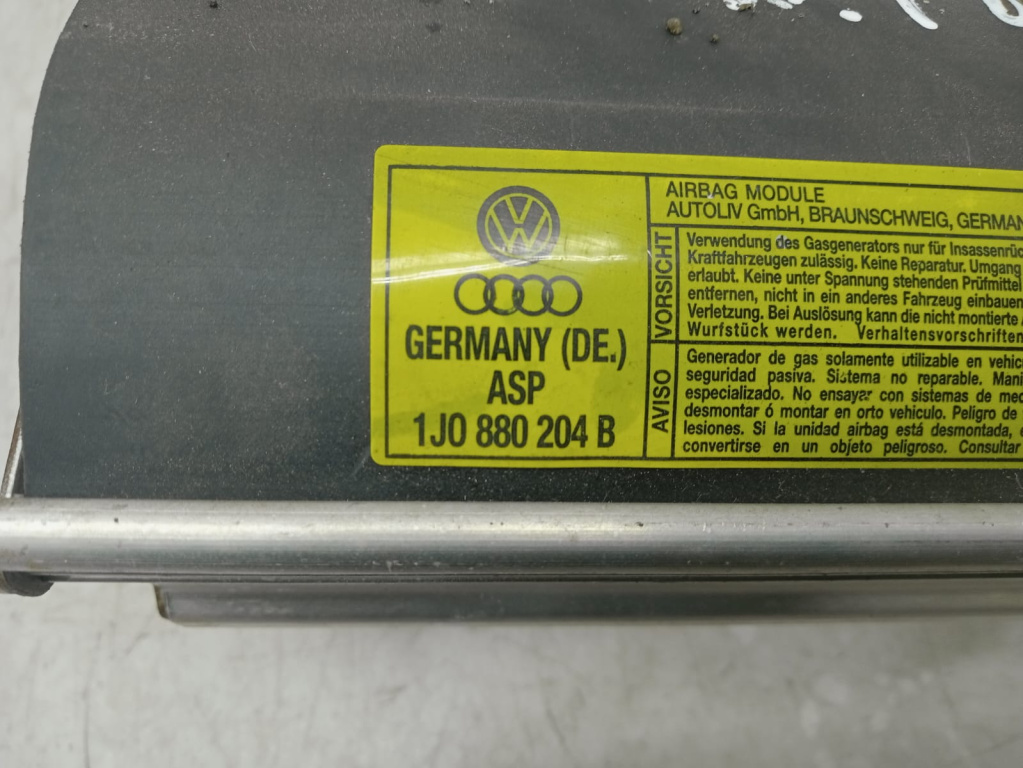 VW
GERMANY (DE.)
ASP
1J0 880 204 B
AIRBAG MODULE
AUTOLIV GmbH, BRAUNSCHWEIG, GERMAN
VORSICHT
Verwendung des Gasgenerators nur für Insassenrüc
Kraftfahrzeugen zulässig. Keine Reparatur. Umgang
erlaubt. Keine unter Spannung stehenden Prüfmittel
entfernen, nicht in ein anderes Fahrzeug einbauen
Verletzung. Bei Auslösung kann die nicht montierte
Wurfstück werden. Verhaltensvorschriften
AVISO
Generador de gas solamente utilizable en vehic
seguridad pasiva. Sistema no reparable. Mani
especializado. No ensayar con sistemas de med
desmontar ó montar en orto vehiculo. Peligro de
lesiones. Si la unidad airbag está desmontada,
convertirse en un objeto peligroso. Consultar